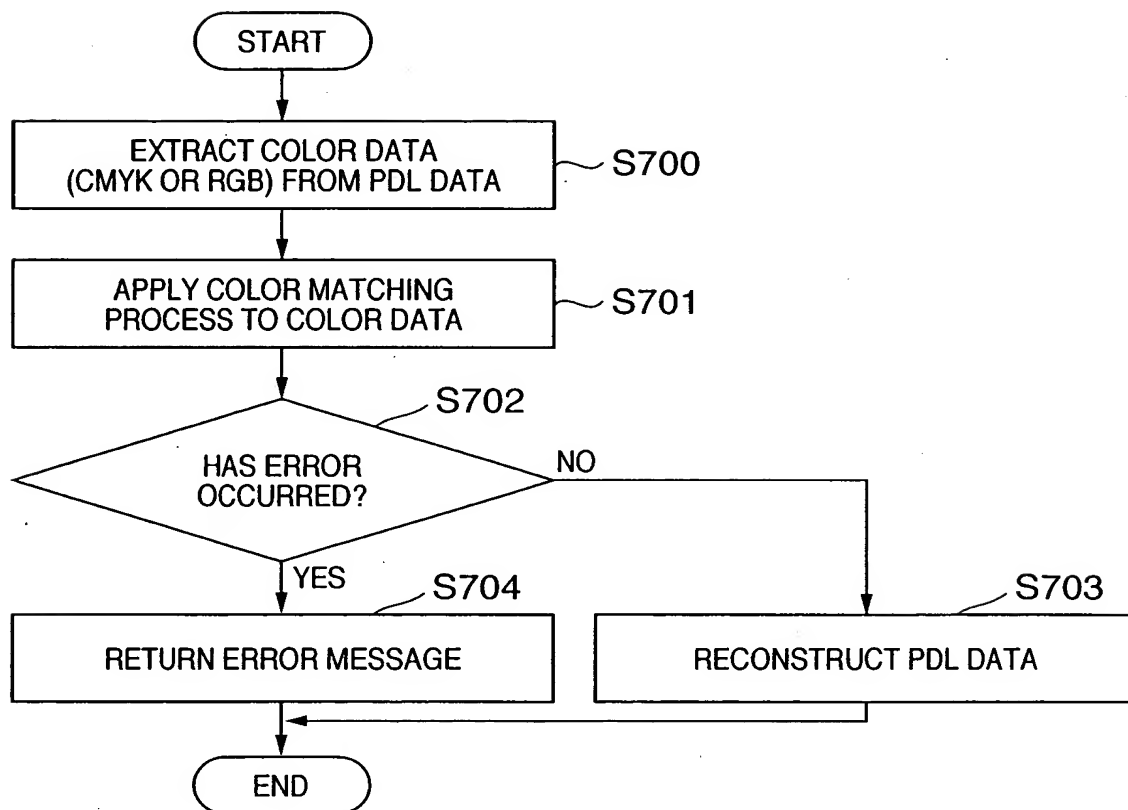 START
EXTRACT COLOR DATA
(CMYK OR RGB) FROM PDL DATA
S700
APPLY COLOR MATCHING
PROCESS TO COLOR DATA
S701
S702
HAS ERROR
OCCURRED?
NO
YES
S704
S703
RETURN ERROR MESSAGE
RECONSTRUCT PDL DATA
END